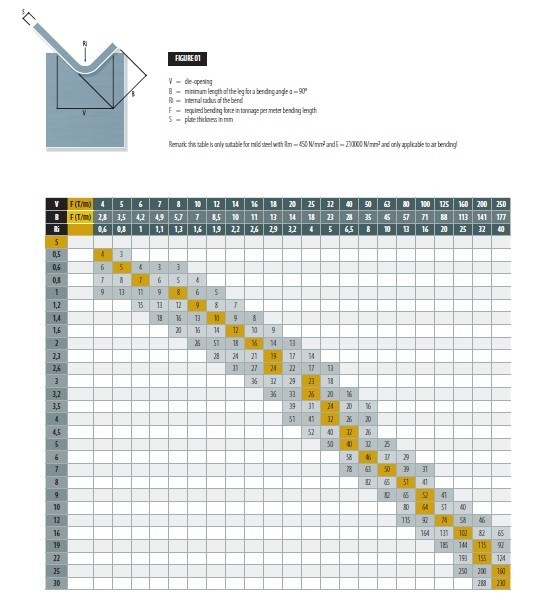 S
Ri
B
V
FIGURE 01
V = die-opening
B = minimum length of the leg for a bending angle α = 90°
Ri = internal radius of the bend
F = required bending force in tonnage per meter bending length
S = plate thickness in mm
Remark: this table is only suitable for mild steel with Rm = 450 N/mm² and E = 210000 N/mm² and only applicable to air bending!
V F(T/m) 4 5 6 7 8 10 12 14 16 18 20 25 32 40 50 63 80 100 125 160 200 250
B F(T/m) 2,8 3,5 4,2 4,9 5,7 7 8,5 10 11 13 14 18 23 28 35 45 57 71 88 113 141 177
Ri 0,6 0,8 1 1,1 1,3 1,6 1,9 2,2 2,6 2,9 3,2 4 5 6,5 8 10 13 16 20 25 32 40
S
0,5 4 3
0,6 6 5 4 3 3
0,8 7 8 7 6 5 4
1 9 13 11 9 8 6 5
1,2 15 13 12 9 8 7
1,4 18 16 13 10 9 8
1,6 20 16 14 12 10 9
2 26 51 18 16 14 13
2,3 28 24 21 19 17 14
2,6 31 27 24 22 17 13
3 36 32 29 23 18
3,2 36 33 26 20 16
3,5 39 31 24 20 16
4 51 41 32 26 20
4,5 52 40 32 26
5 50 40 32 25
6 58 46 37 29
7 78 63 50 39 31
8 82 65 51 41
9 82 65 52 41
10 80 64 51 40
12 115 92 74 58 46
16 164 131 102 82 65
19 185 144 115 92
22 193 155 124
25 250 200 160
30 288 230